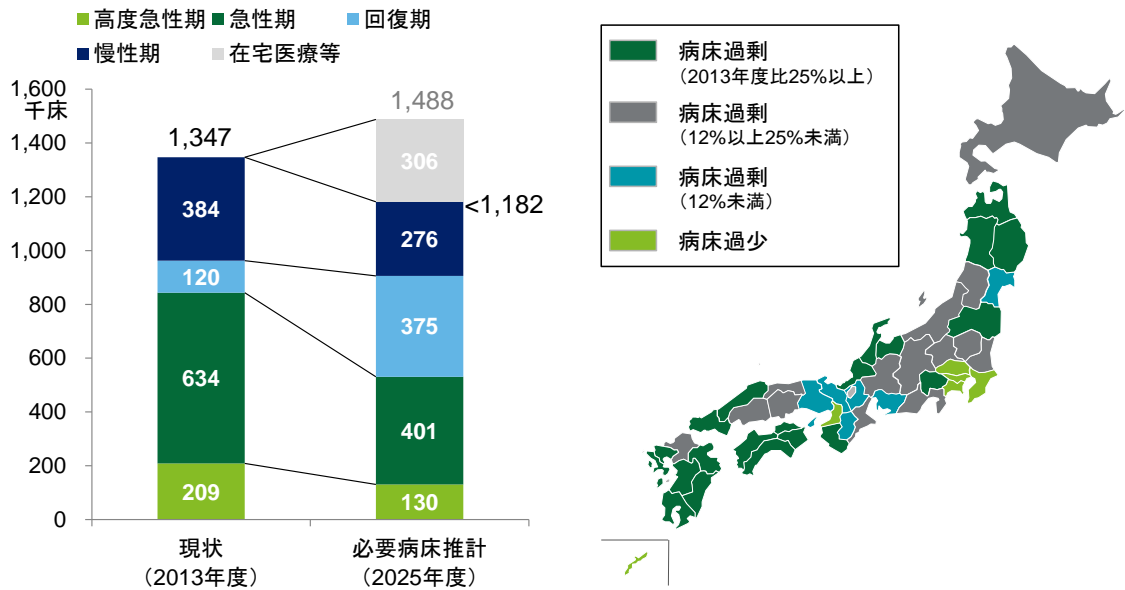 高度急性期 急性期 回復期
慢性期 在宅医療等
1,600
千床
1,400
1,200
1,000
800
600
400
200
0
1,347
384
120
634
209
1,488
306
<1,182
276
375
401
130
現状
（2013年度）
必要病床推計
（2025年度）
病床過剰
（2013年度比25%以上）
病床過剰
（12%以上25%未満）
病床過剰
（12%未満）
病床過少